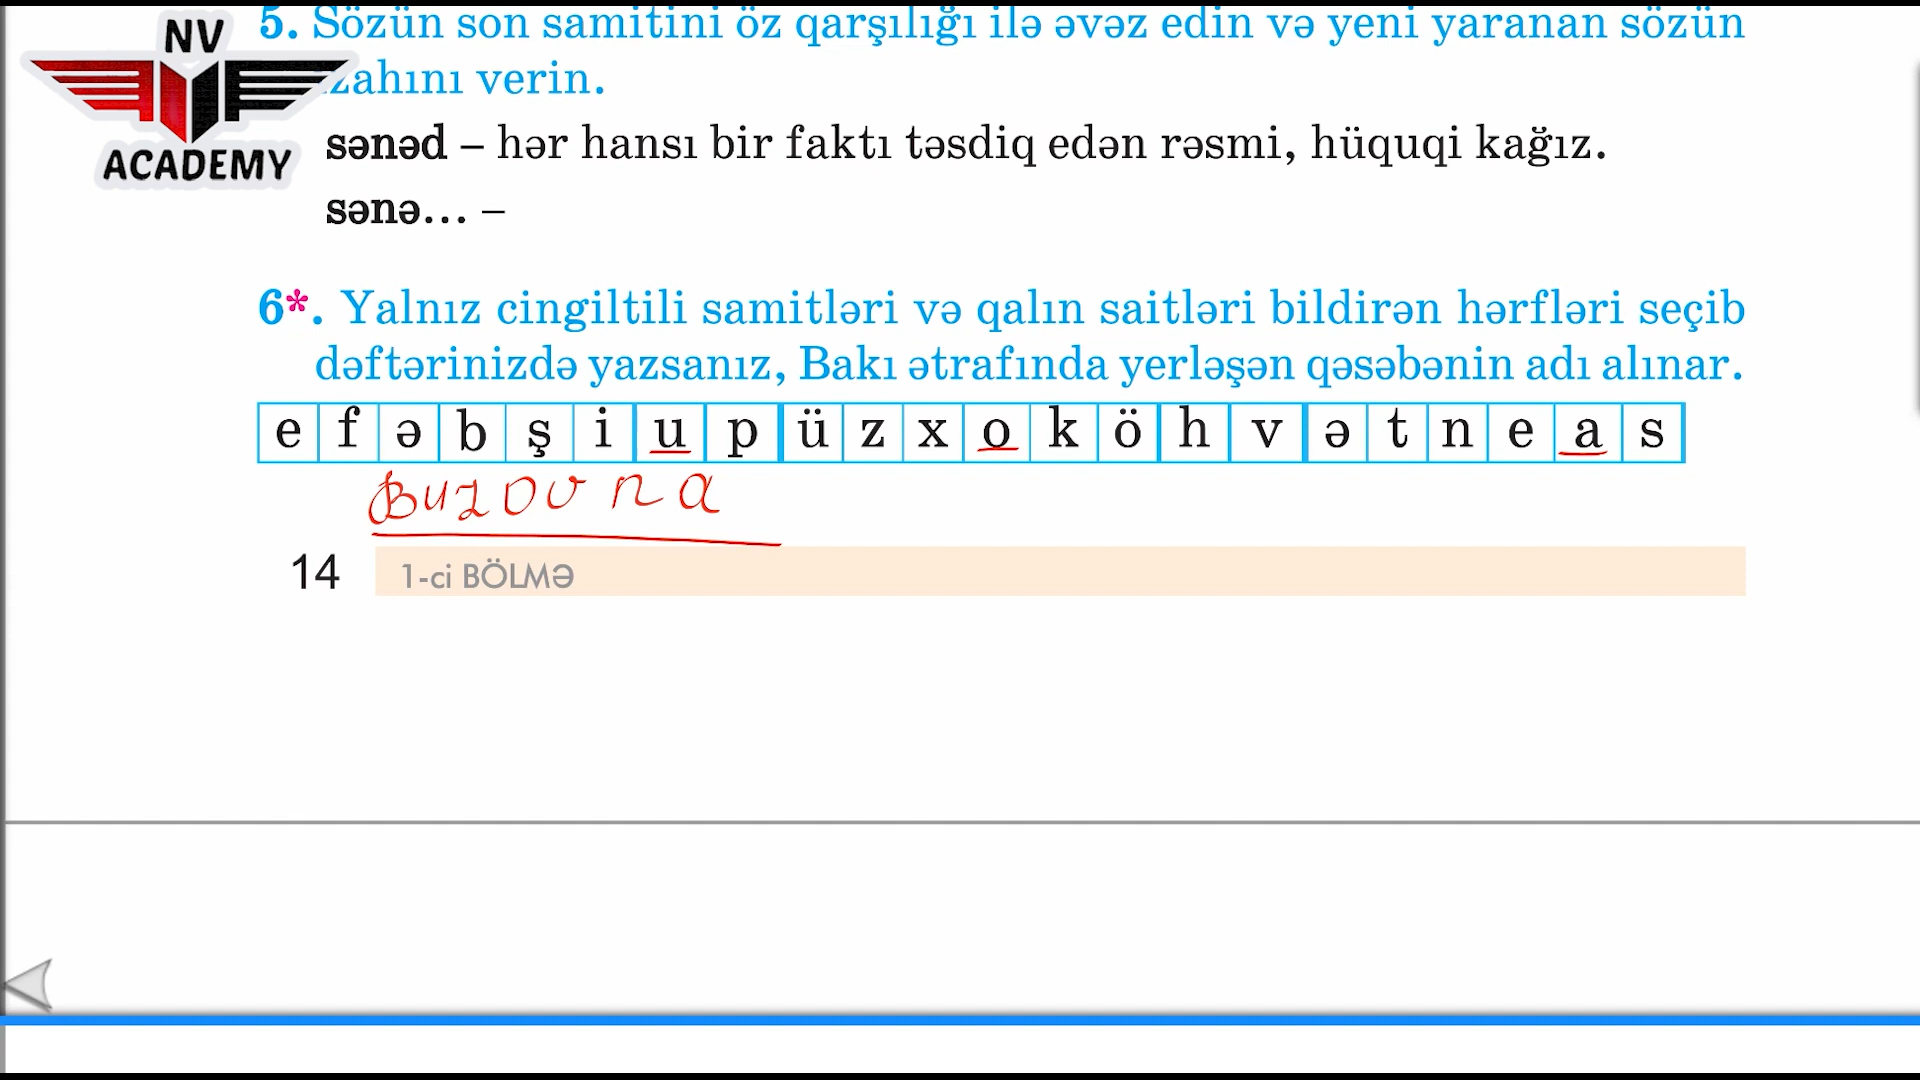 NV
ACADEMY
5. Sözün son samitini öz qarşılığı ilə əvəz edin və yeni yaranan sözün
izahını verin.
sənəd – hər hansı bir faktı təsdiq edən rəsmi, hüquqi kağız.
sənə... –
6*. Yalnız cingiltili samitləri və qalın saitləri bildirən hərfləri seçib
dəftərinizdə yazsanız, Bakı ətrafında yerləşən qəsəbənin adı alınar.
e f ə b ş i u p ü z x o k ö h v ə t n e a s
Buzovna
14 1-ci BÖLMƏ